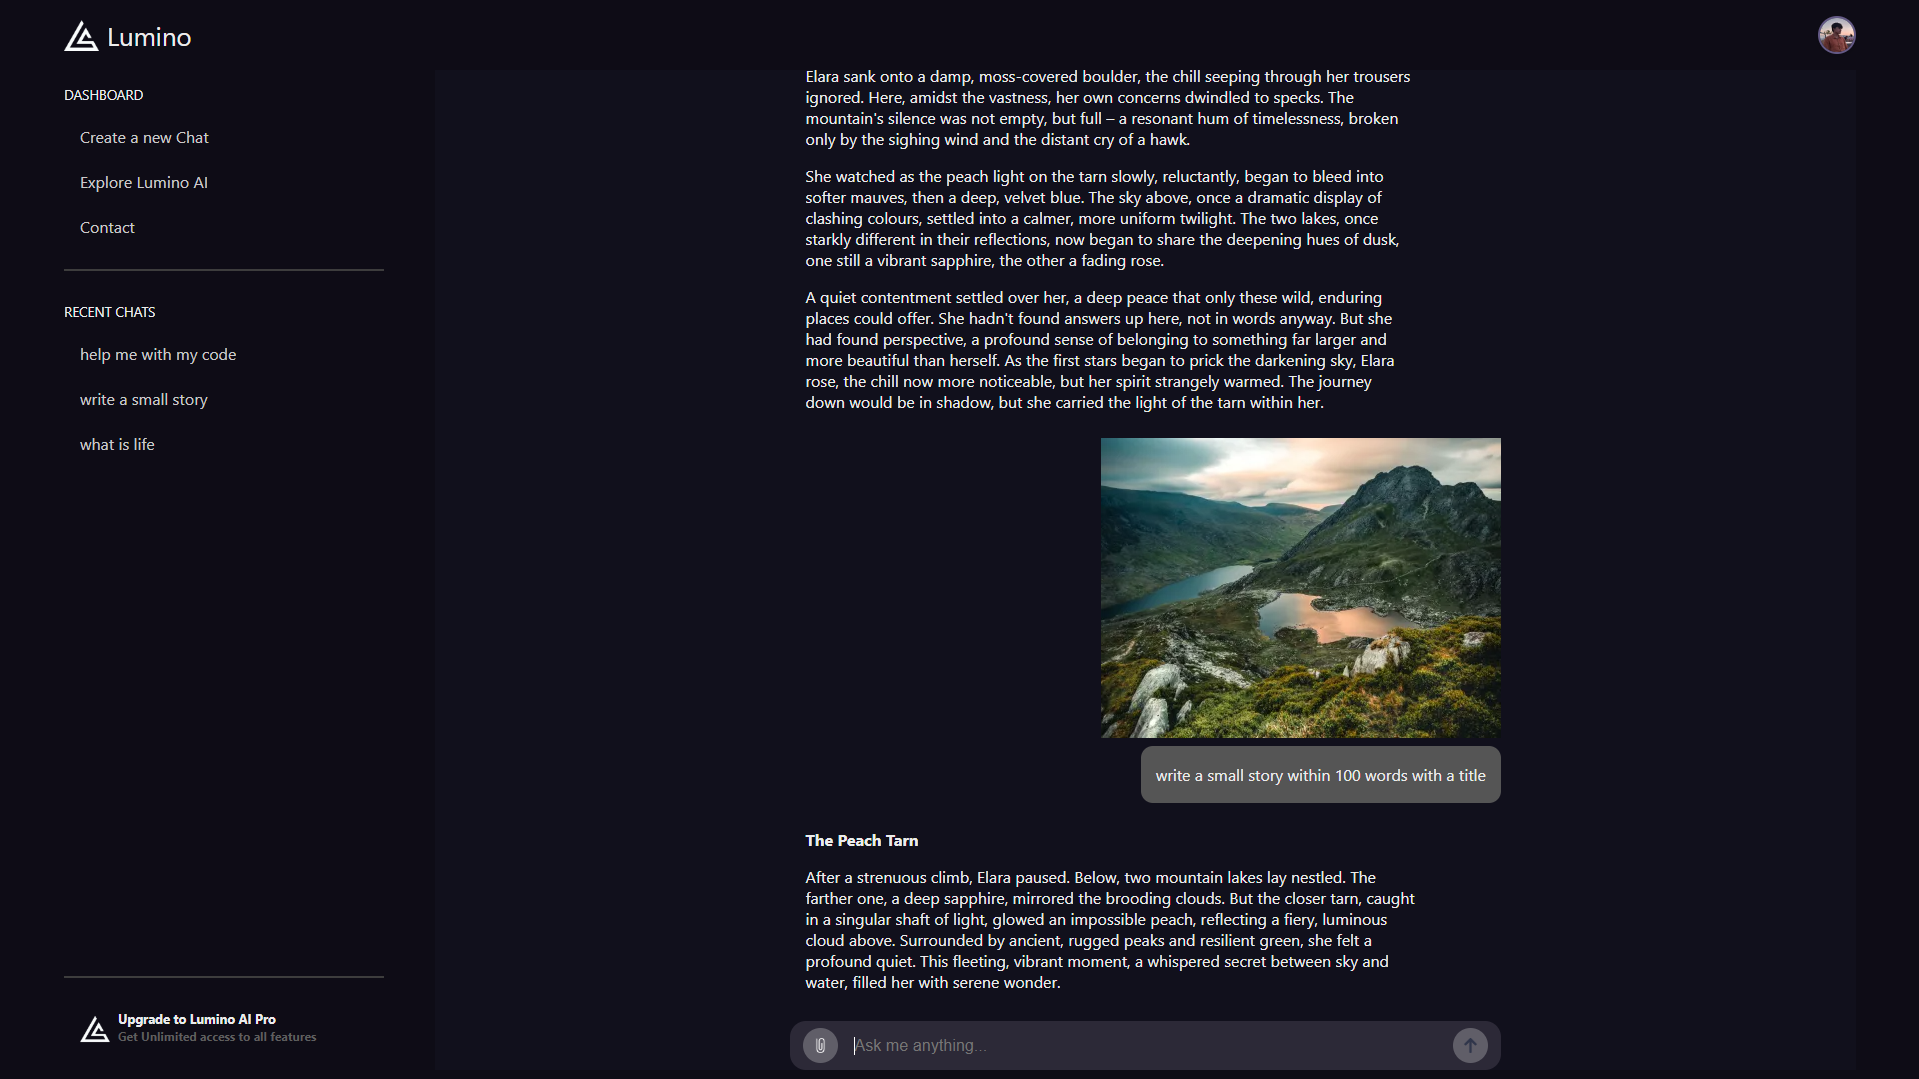 Lumino
DASHBOARD
Create a new Chat
Explore Lumino AI
Contact
RECENT CHATS
help me with my code
write a small story
what is life
Upgrade to Lumino AI Pro
Get Unlimited access to all features
Elara sank onto a damp, moss-covered boulder, the chill seeping through her trousers
ignored. Here, amidst the vastness, her own concerns dwindled to specks. The
mountain's silence was not empty, but full – a resonant hum of timelessness, broken
only by the sighing wind and the distant cry of a hawk.
She watched as the peach light on the tarn slowly, reluctantly, began to bleed into
softer mauves, then a deep, velvet blue. The sky above, once a dramatic display of
clashing colours, settled into a calmer, more uniform twilight. The two lakes, once
starkly different in their reflections, now began to share the deepening hues of dusk,
one still a vibrant sapphire, the other a fading rose.
A quiet contentment settled over her, a deep peace that only these wild, enduring
places could offer. She hadn't found answers up here, not in words anyway. But she
had found perspective, a profound sense of belonging to something far larger and
more beautiful than herself. As the first stars began to prick the darkening sky, Elara
rose, the chill now more noticeable, but her spirit strangely warmed. The journey
down would be in shadow, but she carried the light of the tarn within her.
write a small story within 100 words with a title
The Peach Tarn
After a strenuous climb, Elara paused. Below, two mountain lakes lay nestled. The
farther one, a deep sapphire, mirrored the brooding clouds. But the closer tarn, caught
in a singular shaft of light, glowed an impossible peach, reflecting a fiery, luminous
cloud above. Surrounded by ancient, rugged peaks and resilient green, she felt a
profound quiet. This fleeting, vibrant moment, a whispered secret between sky and
water, filled her with serene wonder.
Ask me anything...